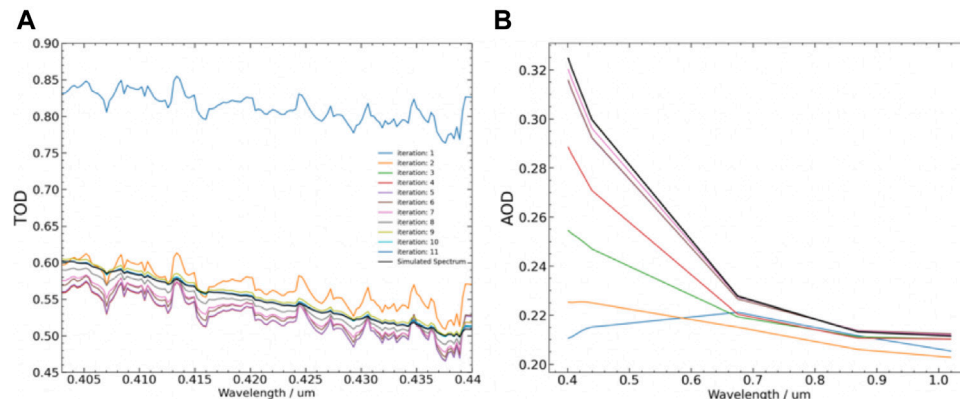 A
B
0.90
0.85
0.80
0.75
0.70
0.65
0.60
0.55
0.50
0.45
TOD
iteration: 1
iteration: 2
iteration: 3
iteration: 4
iteration: 5
iteration: 6
iteration: 7
iteration: 8
iteration: 9
iteration: 10
iteration: 11
Simulated Spectrum
0.405 0.410 0.415 0.420 0.425 0.430 0.435 0.44
Wavelength / um
0.32
0.30
0.28
0.26
0.24
0.22
0.20
AOD
0.4 0.5 0.6 0.7 0.8 0.9 1.0
Wavelength / um